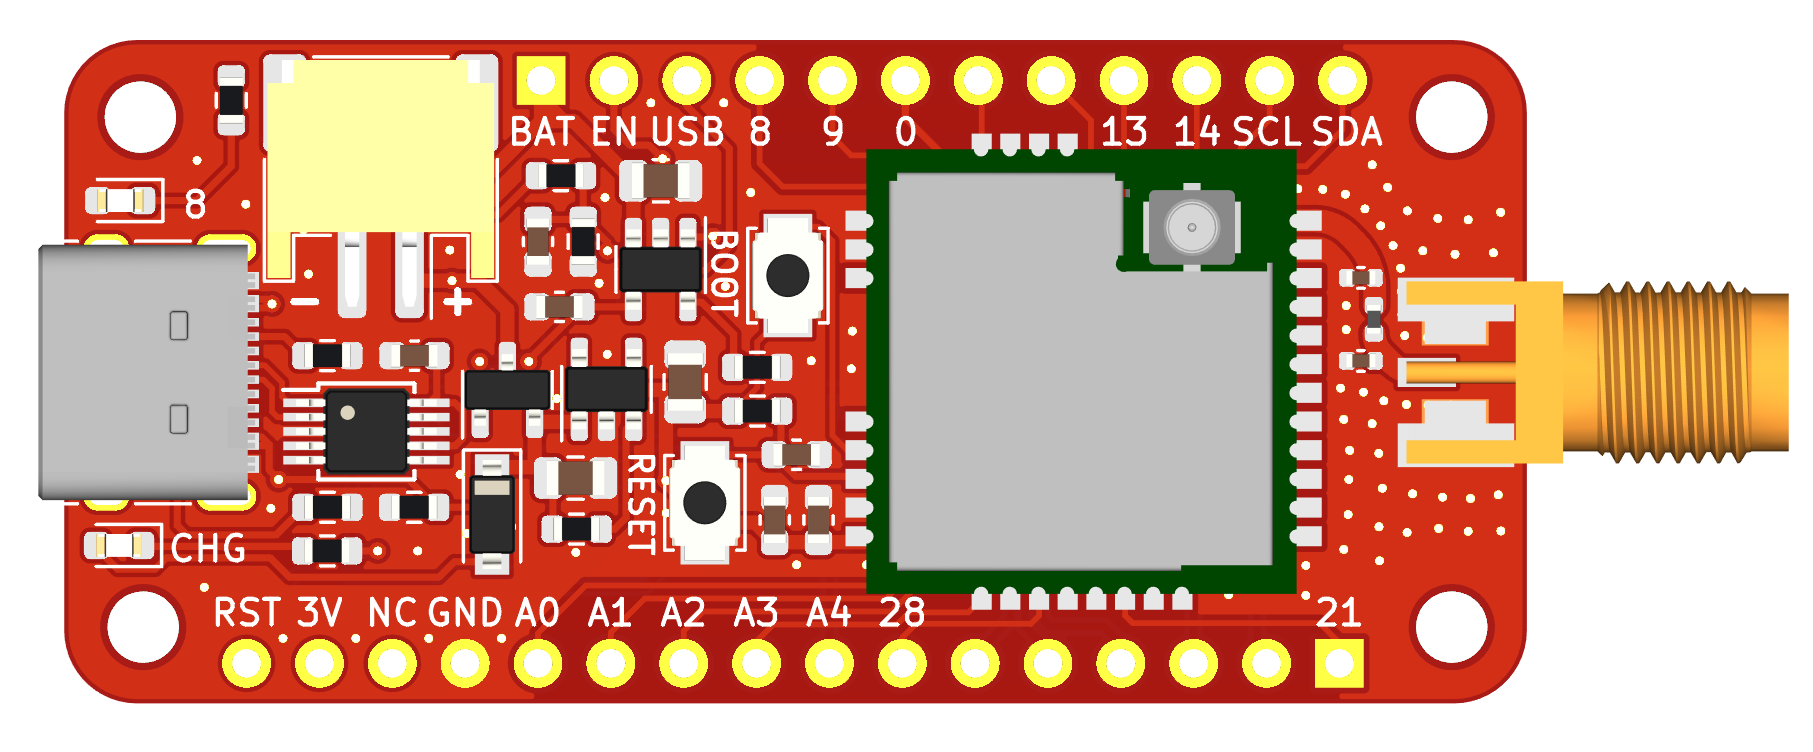 BAT EN USB 8 9 0 13 14 SCL SDA
8
BOOT
- +
RESET
CHG
RST 3V NC GND A0 A1 A2 A3 A4 28 21